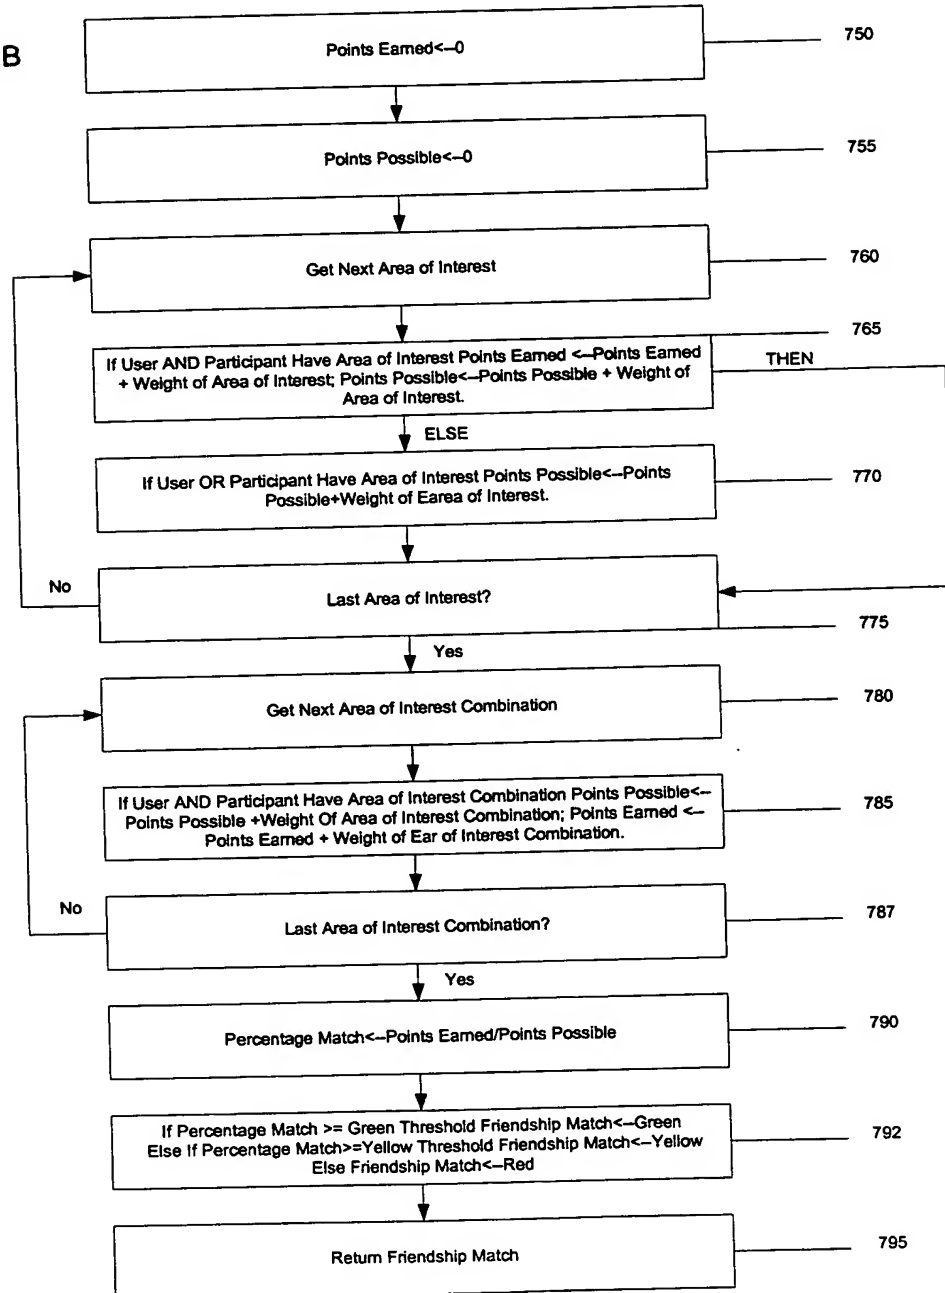 B
Points Earned<--0
750
Points Possible<--0
755
Get Next Area of Interest
760
765
If User AND Participant Have Area of Interest Points Earned <--Points Earned
+ Weight of Area of Interest; Points Possible<--Points Possible + Weight of
Area of Interest.
THEN
ELSE
If User OR Participant Have Area of Interest Points Possible<--Points
Possible+Weight of Earea of Interest.
770
No
Last Area of Interest?
775
Yes
Get Next Area of Interest Combination
780
If User AND Participant Have Area of Interest Combination Points Possible<--
Points Possible +Weight Of Area of Interest Combination; Points Earned <--
Points Earned + Weight of Ear of Interest Combination.
785
No
Last Area of Interest Combination?
787
Yes
Percentage Match<--Points Earned/Points Possible
790
If Percentage Match >= Green Threshold Friendship Match<--Green
Else If Percentage Match>=Yellow Threshold Friendship Match<--Yellow
Else Friendship Match<--Red
792
Return Friendship Match
795